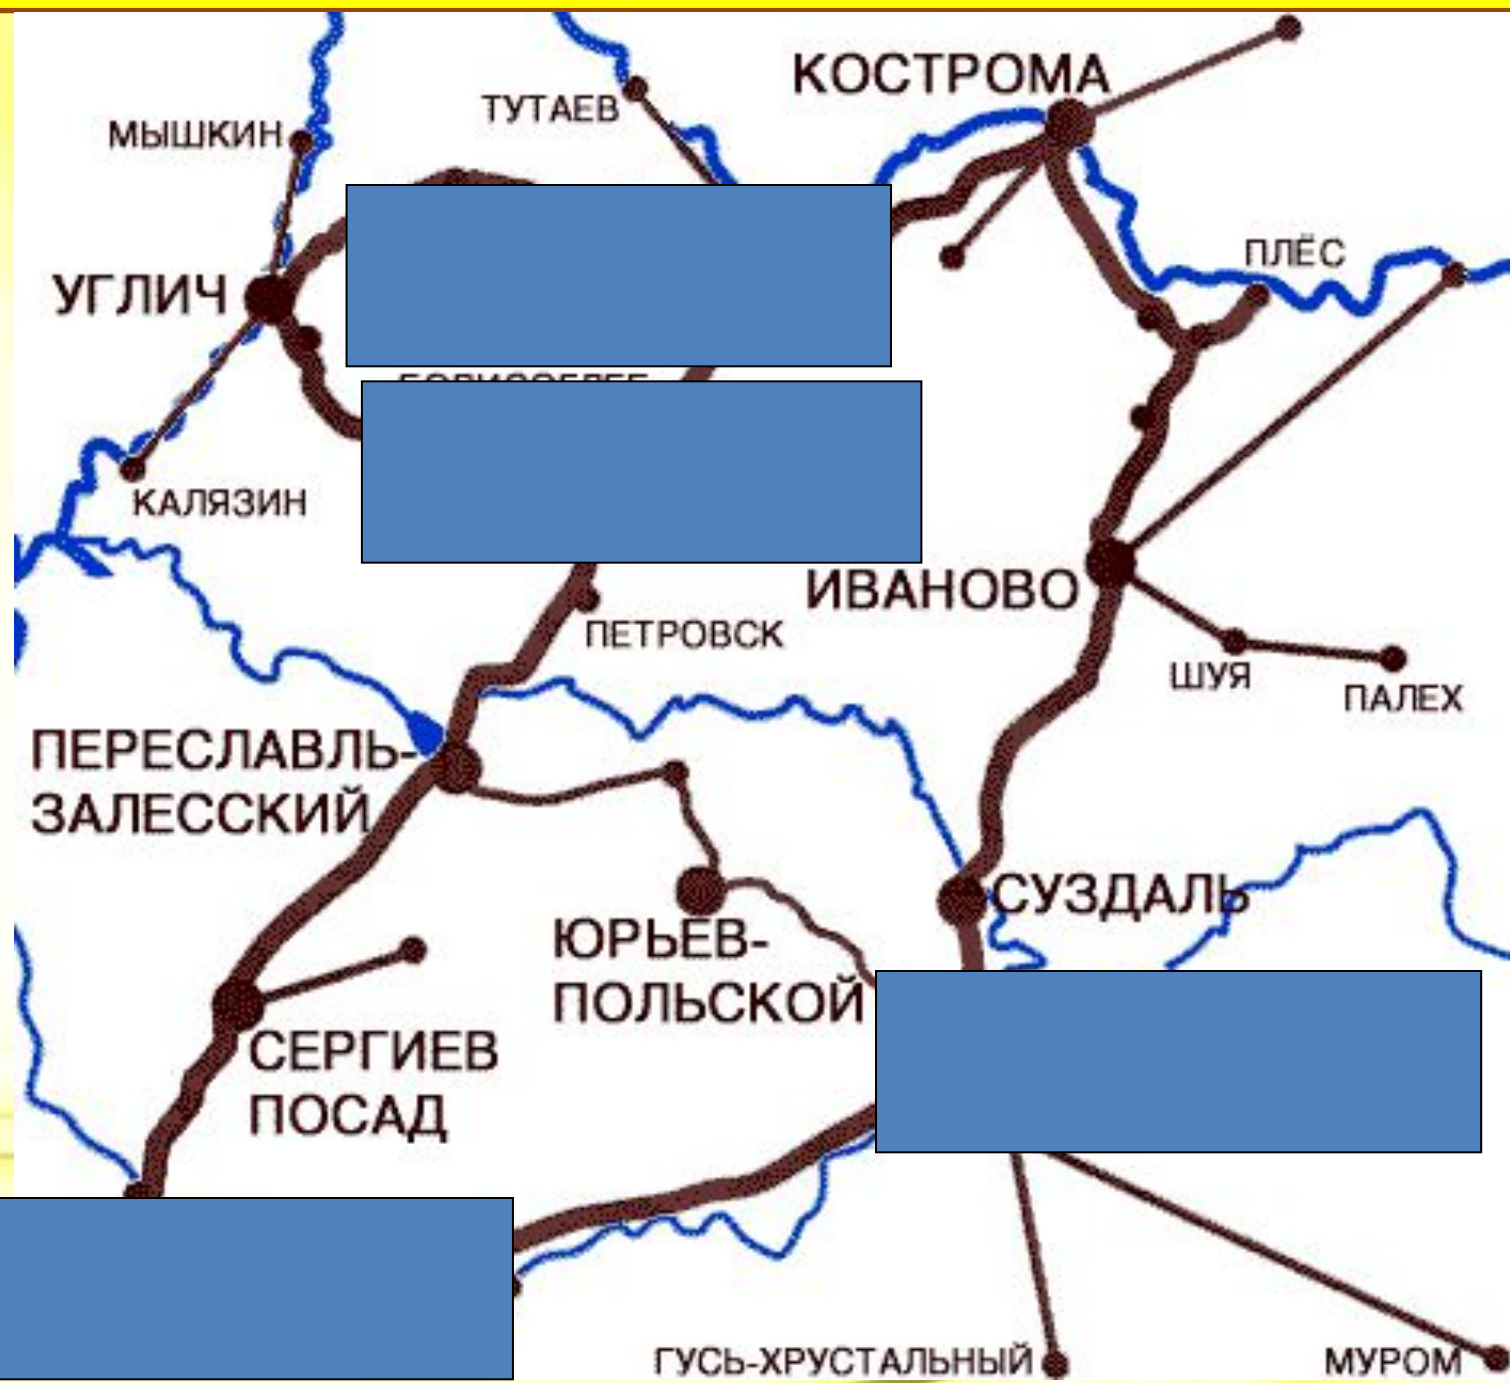 КОСТРОМА
ТУТАЕВ
МЫШКИН
ПЛЁС
УГЛИЧ
КАЛЯЗИН
ИВАНОВО
ПЕТРОВСК
ШУЯ
ПАЛЕХ
ПЕРЕСЛАВЛЬ-
ЗАЛЕССКИЙ
СУЗДАЛЬ
ЮРЬЕВ-
ПОЛЬСКОЙ
СЕРГИЕВ
ПОСАД
ГУСЬ-ХРУСТАЛЬНЫЙ
МУРОМ